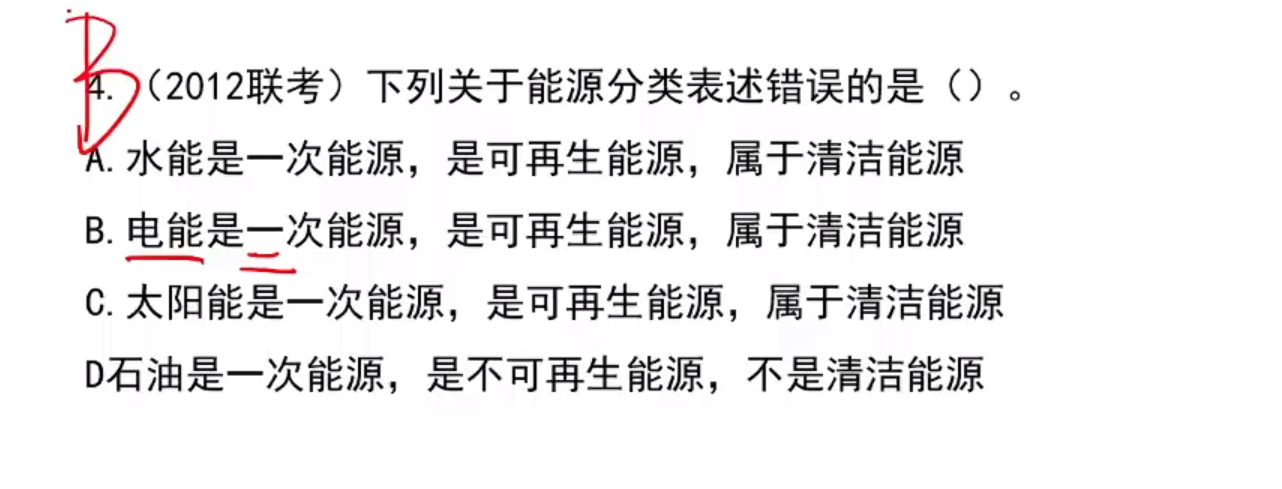 B
4.（2012联考）下列关于能源分类表述错误的是（）。
A. 水能是一次能源，是可再生能源，属于清洁能源
B. 电能是一次能源，是可再生能源，属于清洁能源
二
C. 太阳能是一次能源，是可再生能源，属于清洁能源
D石油是一次能源，是不可再生能源，不是清洁能源